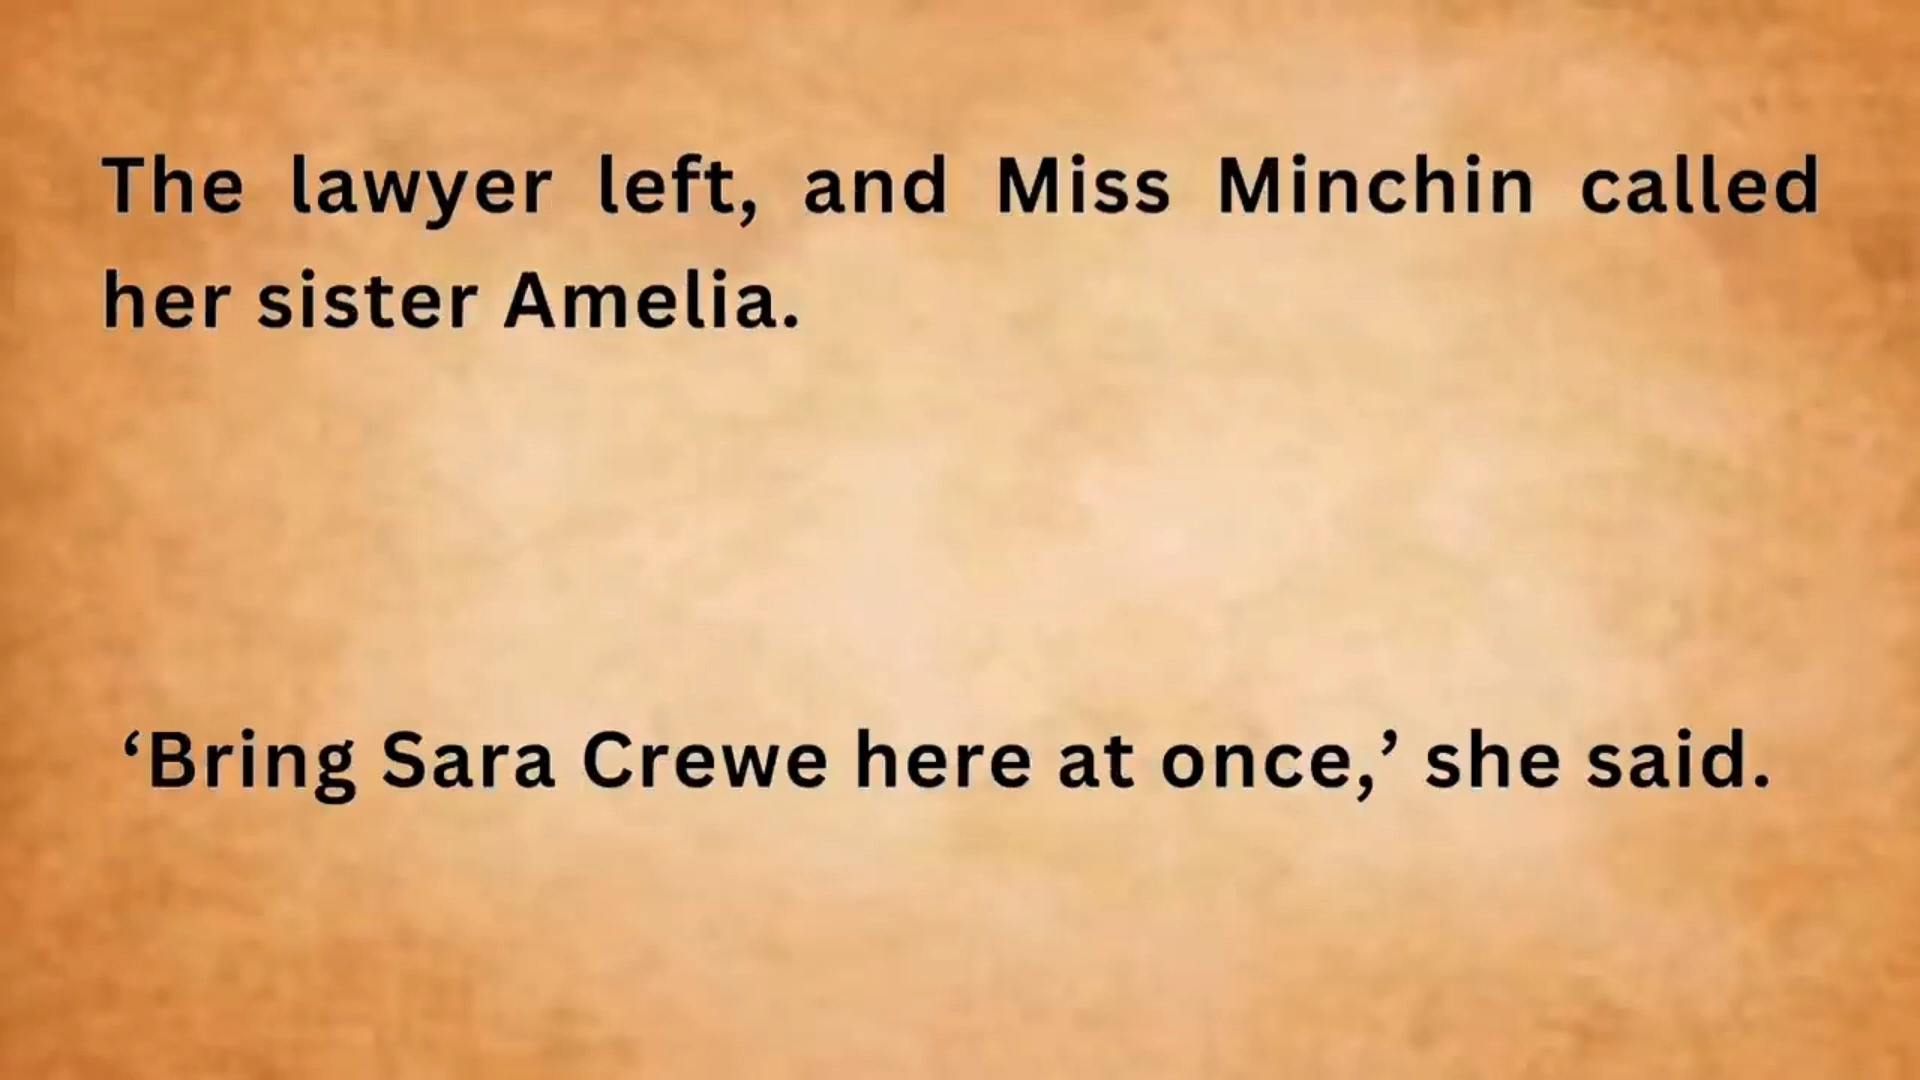 The lawyer left, and Miss Minchin called
her sister Amelia.
‘Bring Sara Crewe here at once,’ she said.